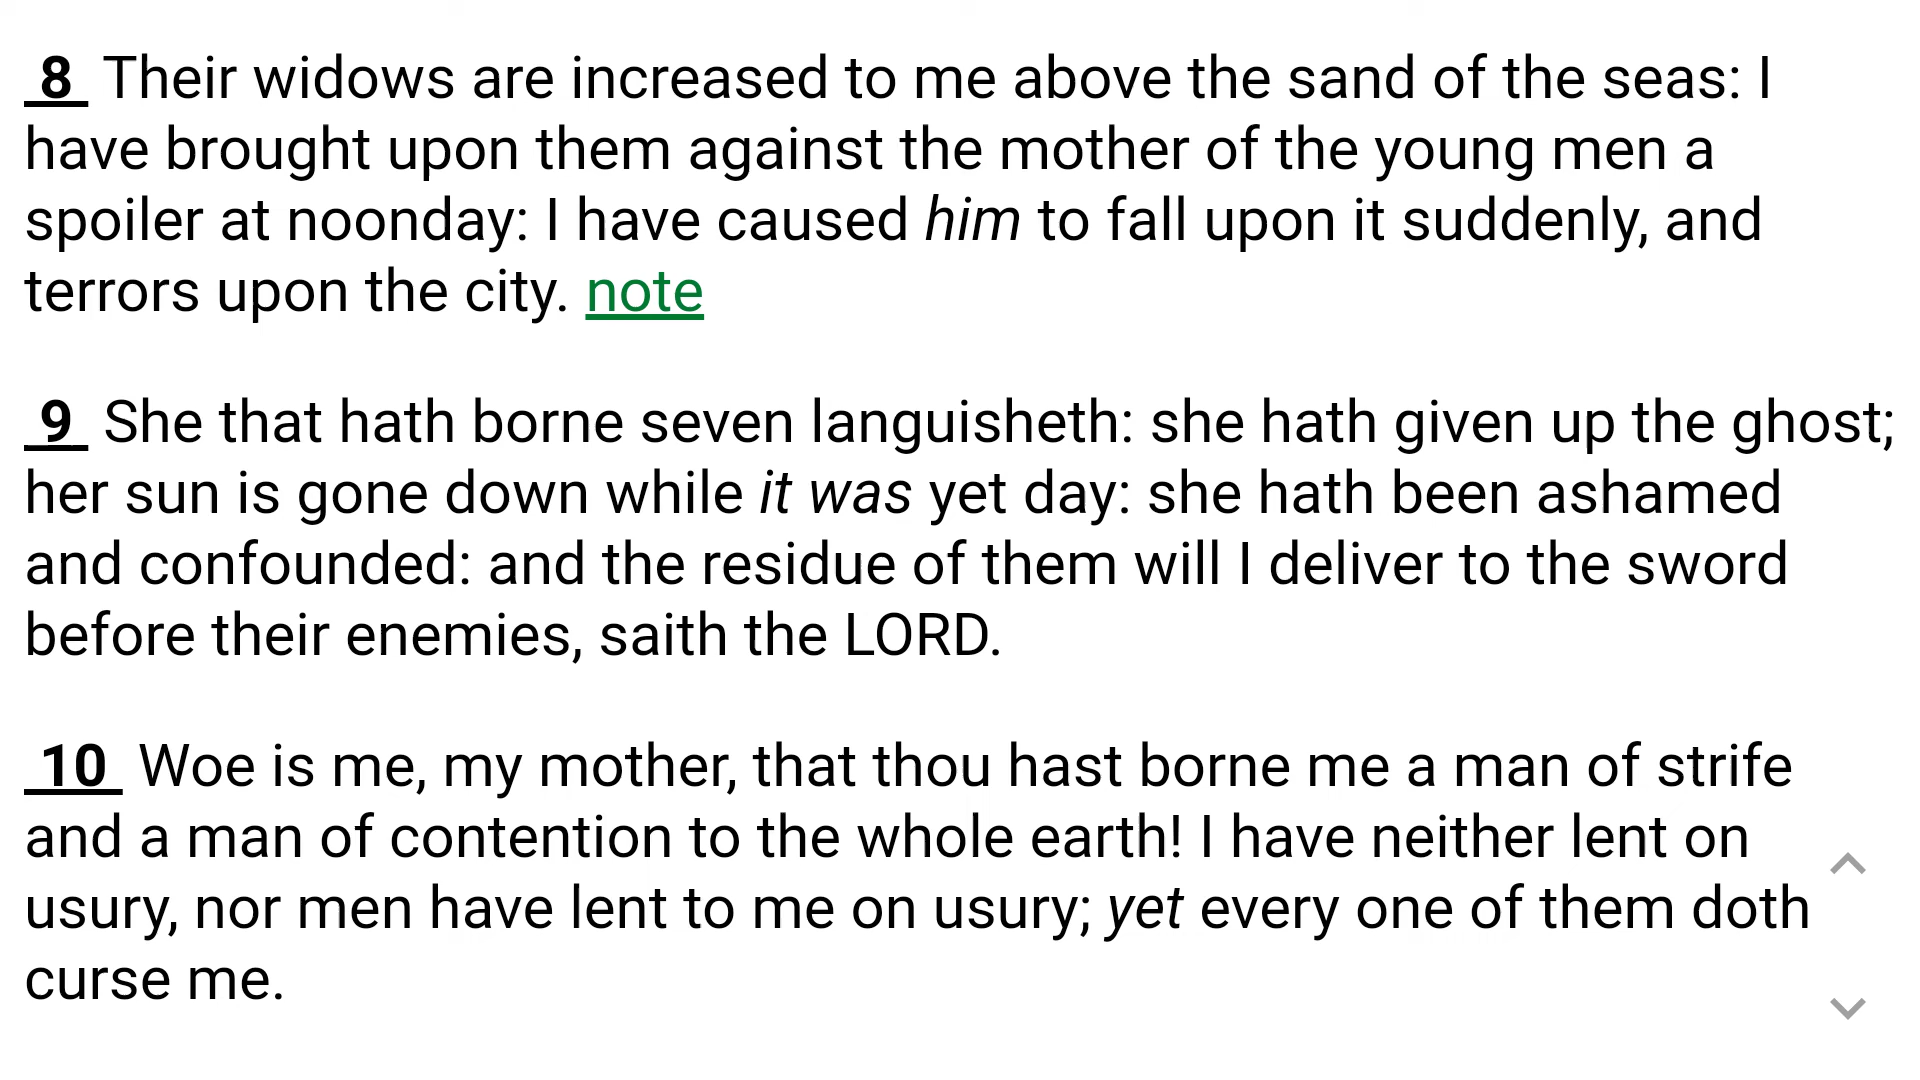 8 Their widows are increased to me above the sand of the seas: I
have brought upon them against the mother of the young men a
spoiler at noonday: I have caused him to fall upon it suddenly, and
terrors upon the city. note
9 She that hath borne seven languisheth: she hath given up the ghost;
her sun is gone down while it was yet day: she hath been ashamed
and confounded: and the residue of them will I deliver to the sword
before their enemies, saith the LORD.
10 Woe is me, my mother, that thou hast borne me a man of strife
and a man of contention to the whole earth! I have neither lent on
usury, nor men have lent to me on usury; yet every one of them doth
curse me.